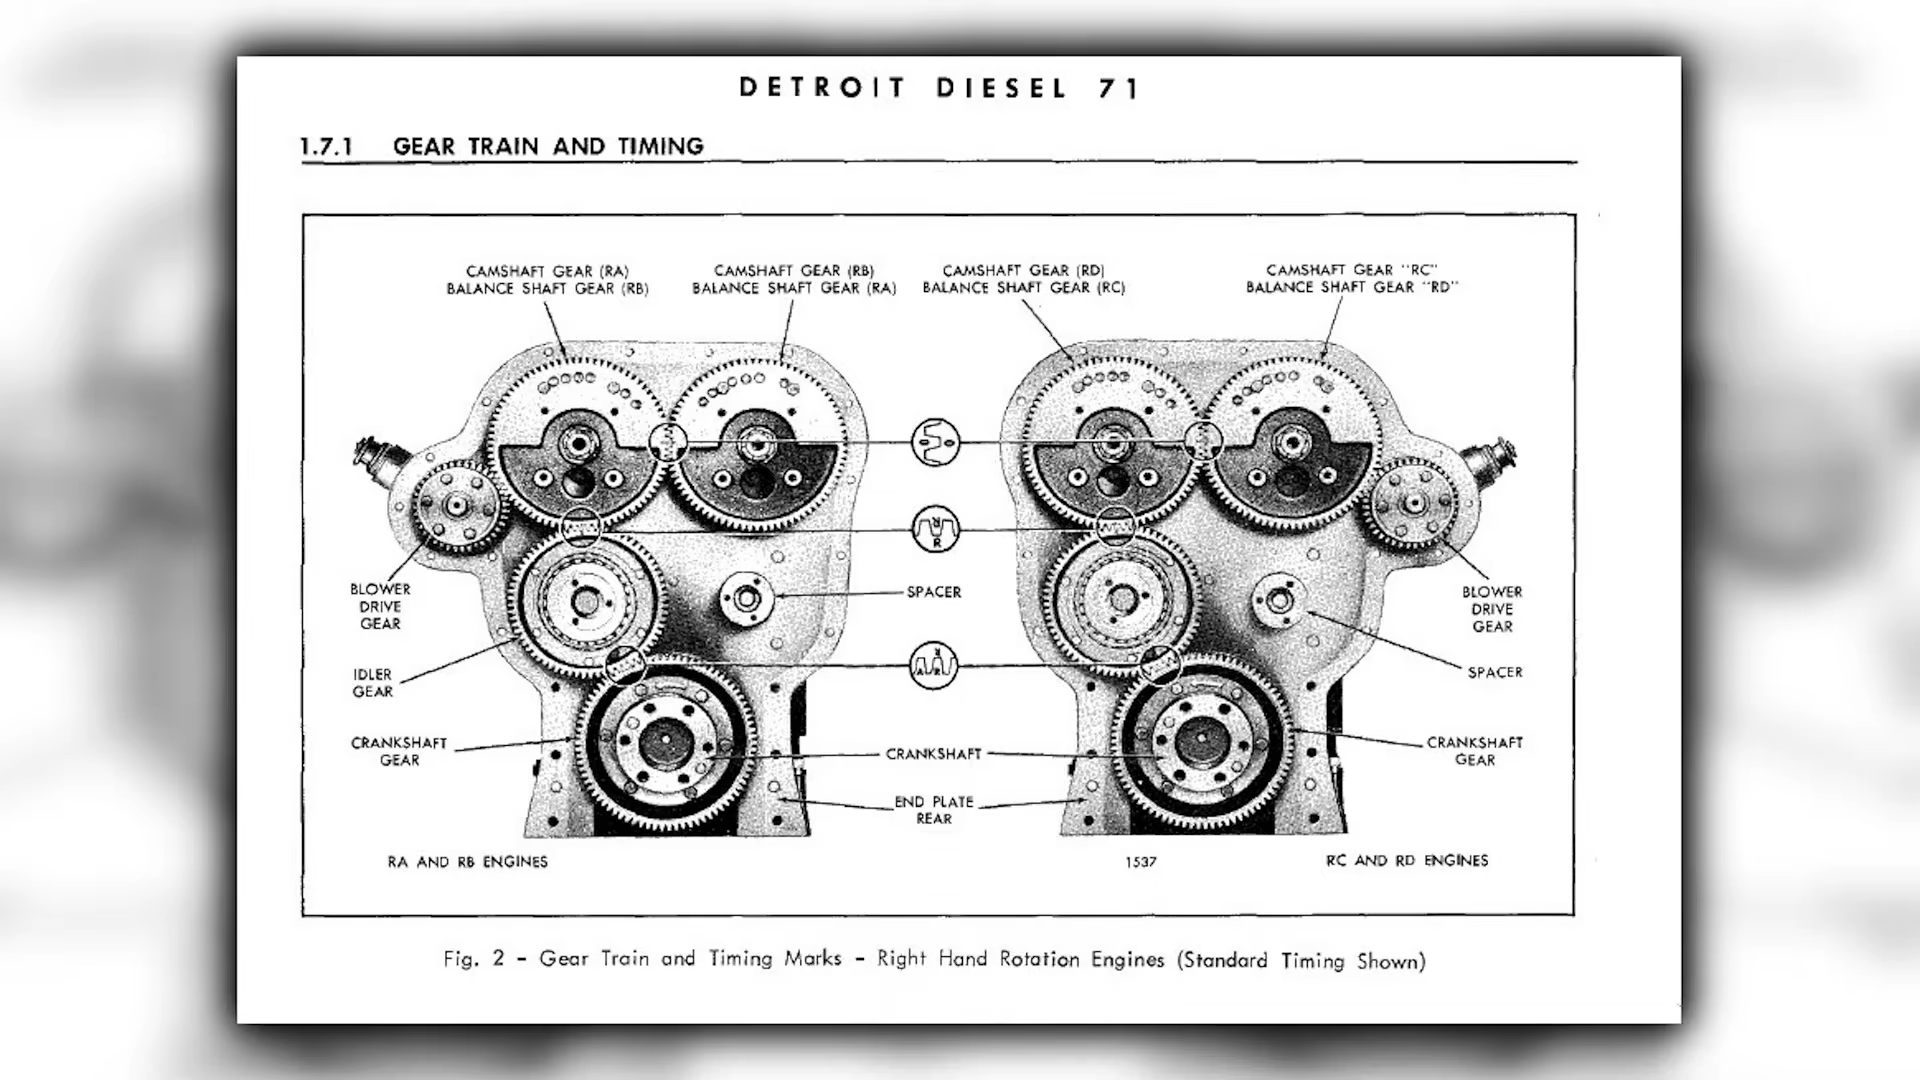 DETROIT DIESEL 71
1.7.1 GEAR TRAIN AND TIMING
CAMSHAFT GEAR (RA)
BALANCE SHAFT GEAR (RB)
CAMSHAFT GEAR (RB)
BALANCE SHAFT GEAR (RA)
CAMSHAFT GEAR (RD)
BALANCE SHAFT GEAR (RC)
CAMSHAFT GEAR "RC"
BALANCE SHAFT GEAR "RD"
BLOWER
DRIVE
GEAR
SPACER
BLOWER
DRIVE
GEAR
IDLER
GEAR
SPACER
CRANKSHAFT
GEAR
CRANKSHAFT
CRANKSHAFT
GEAR
END PLATE
REAR
RA AND RB ENGINES
1537
RC AND RD ENGINES
Fig. 2 - Gear Train and Timing Marks - Right Hand Rotation Engines (Standard Timing Shown)